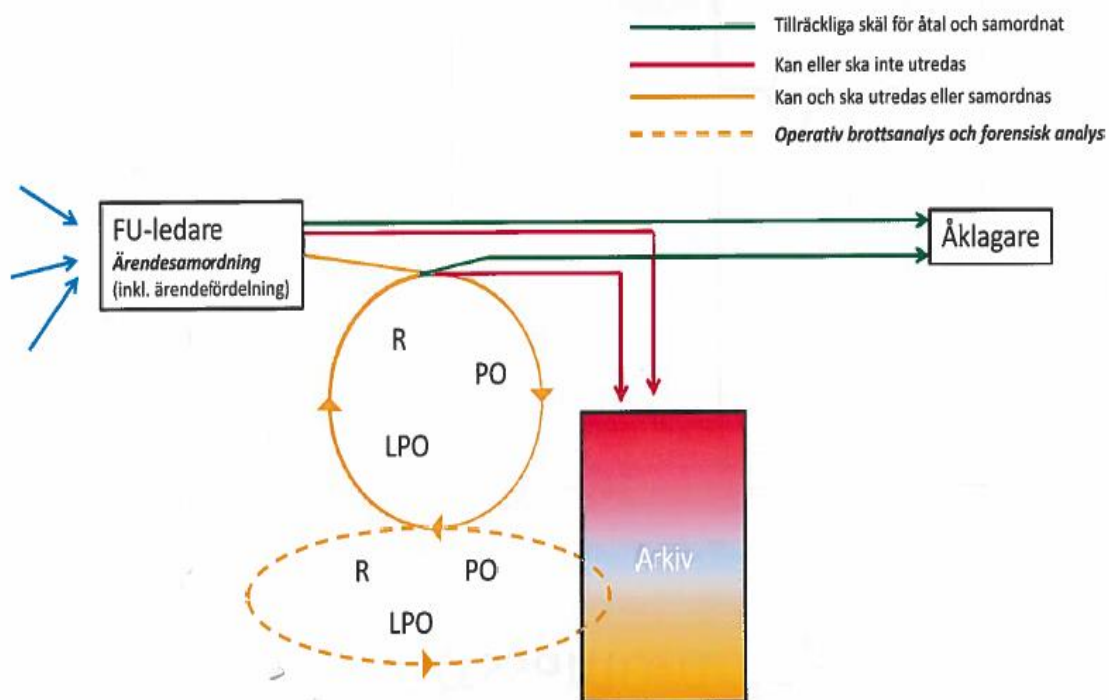 Tillräckliga skäl för åtal och samordnat
Kan eller ska inte utredas
Kan och ska utredas eller samordnas
Operativ brottsanalys och forensisk analys
FU-ledare
Ärendesamordning
(inkl. ärendefördelning)
Åklagare
R
PO
LPO
Arkiv
R
PO
LPO